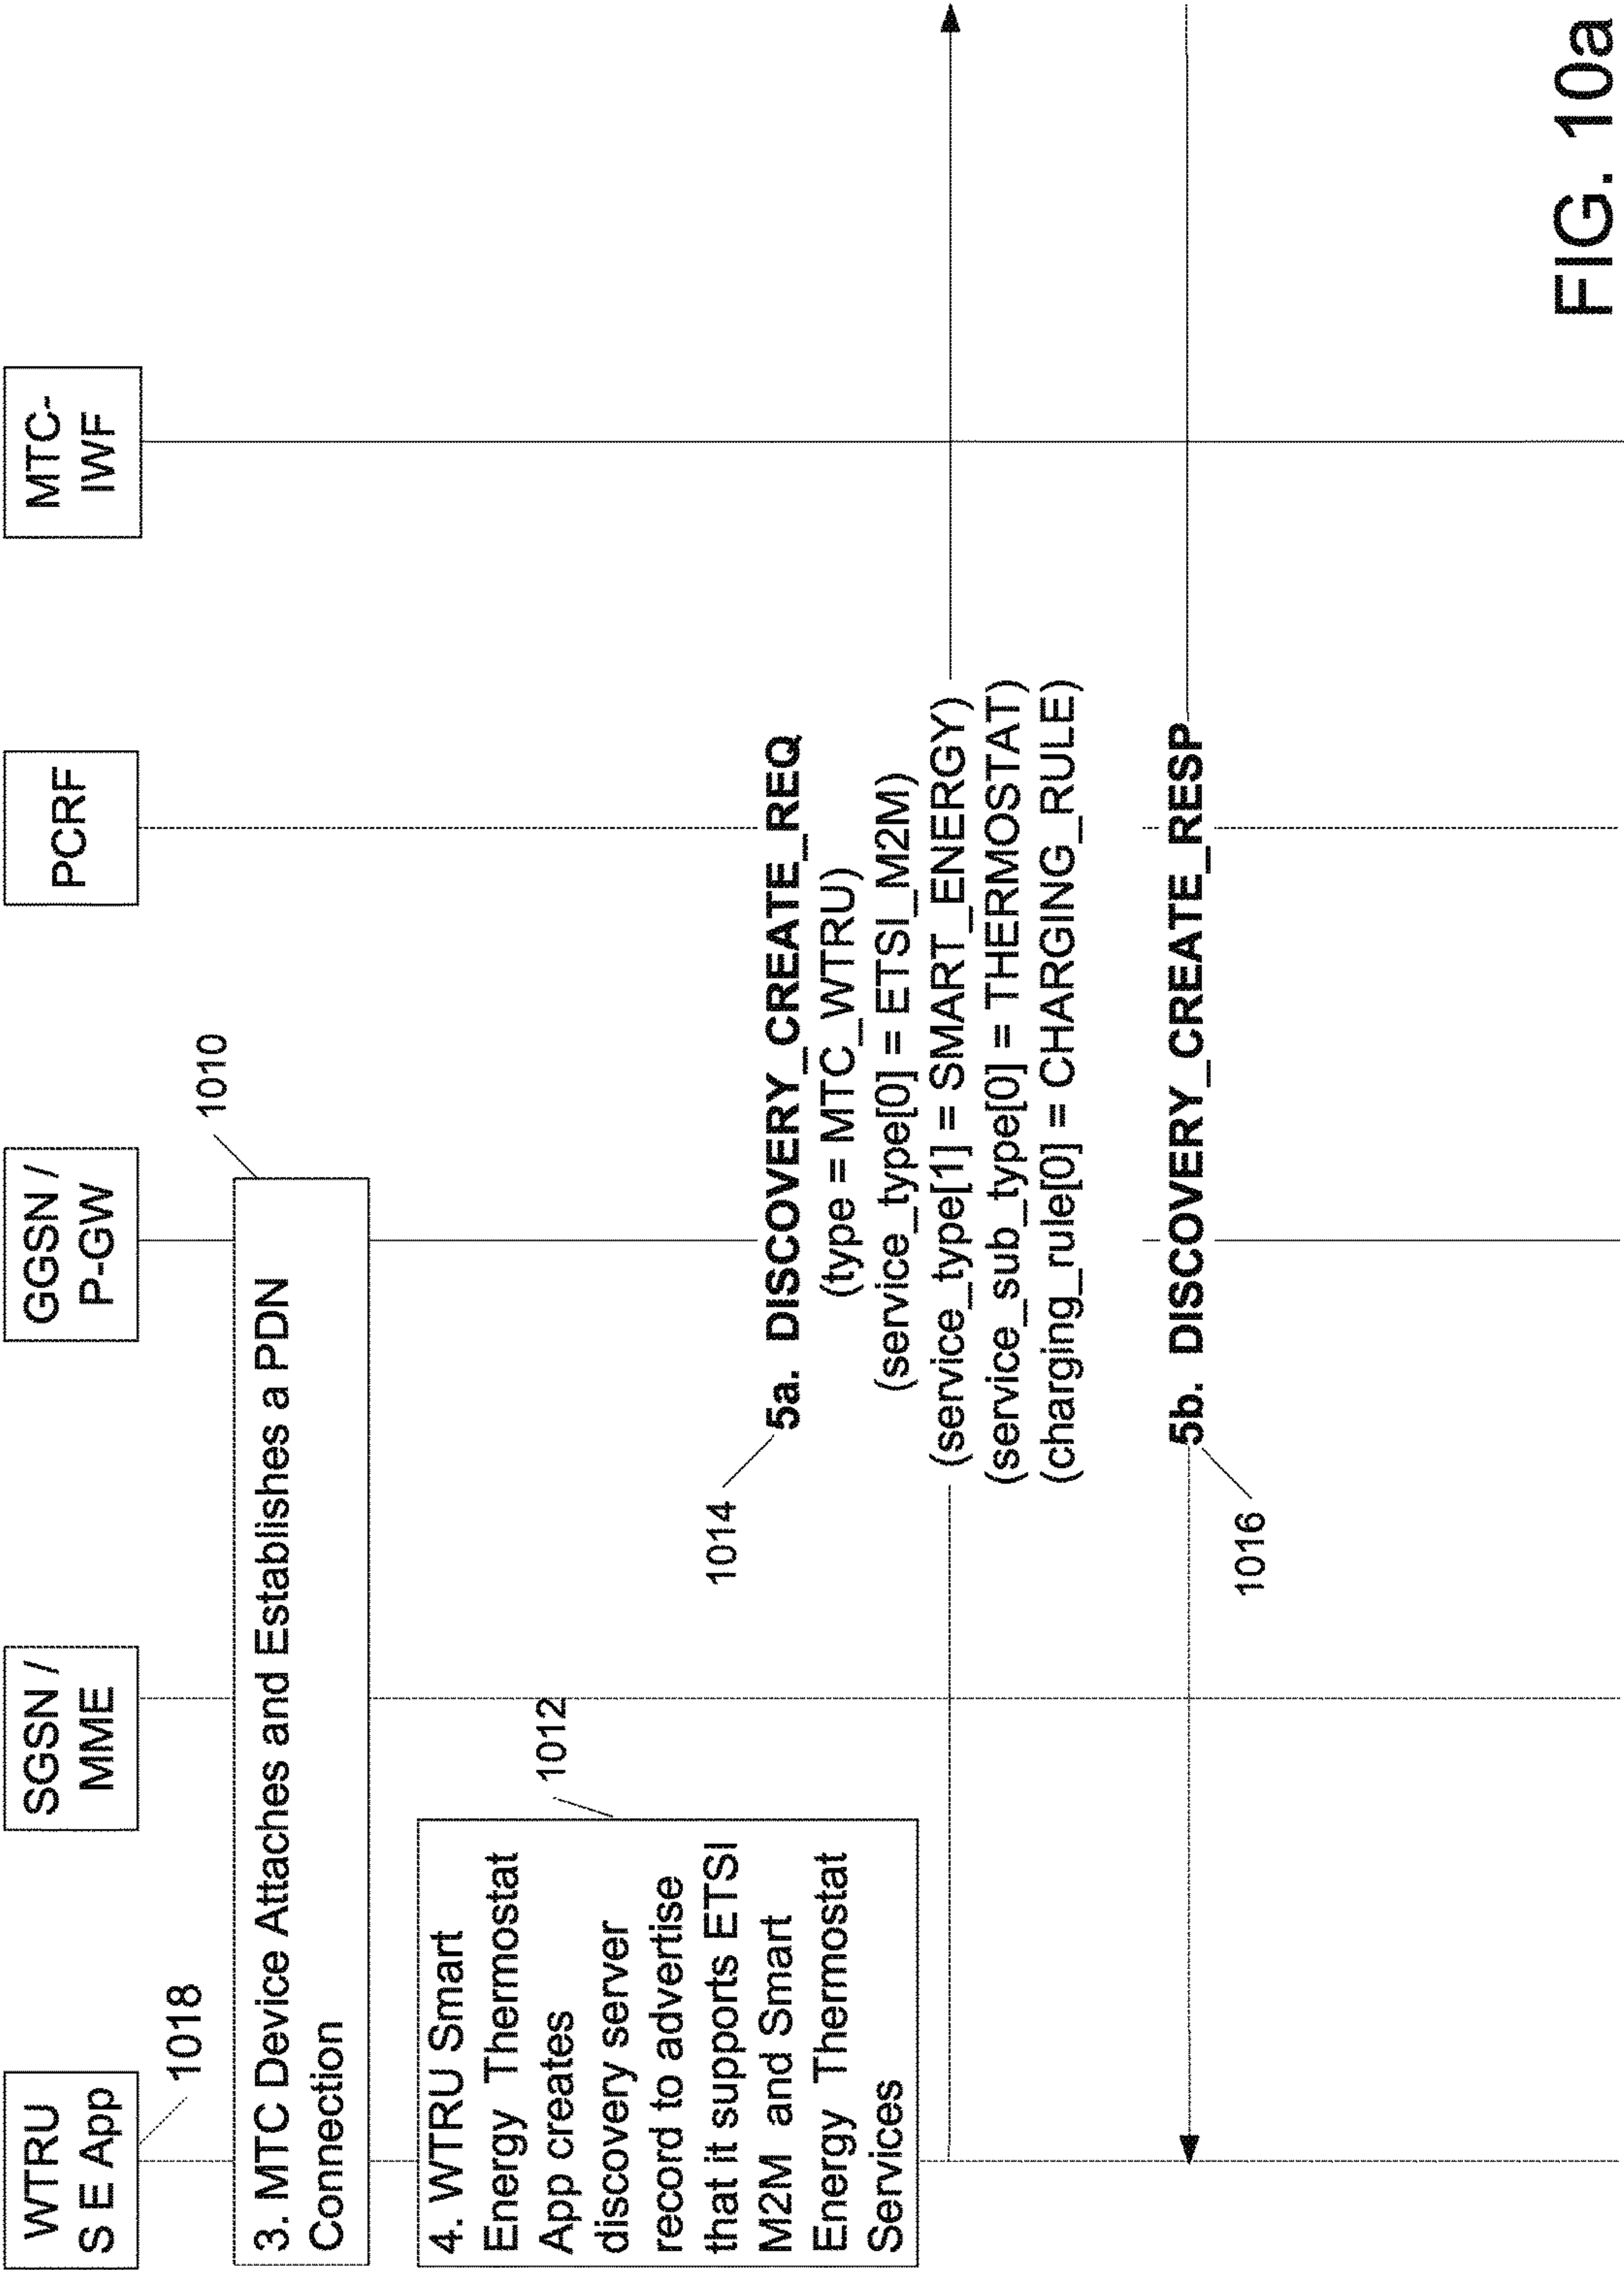 WTRU
S E App
SGSN /
MME
GGSN /
P-GW
PCRF
MTC-
IWF
1018
1010
3. MTC Device Attaches and Establishes a PDN
Connection
1012
4. WTRU Smart
Energy Thermostat
App creates
discovery server
record to advertise
that it supports ETSI
M2M and Smart
Energy Thermostat
Services
1014
5a. DISCOVERY_CREATE_REQ
(type = MTC_WTRU)
(service_type[0] = ETSI_M2M)
(service_type[1] = SMART_ENERGY)
(service_sub_type[0] = THERMOSTAT)
(charging_rule[0] = CHARGING_RULE)
5b. DISCOVERY_CREATE_RESP
1016
FIG. 10a